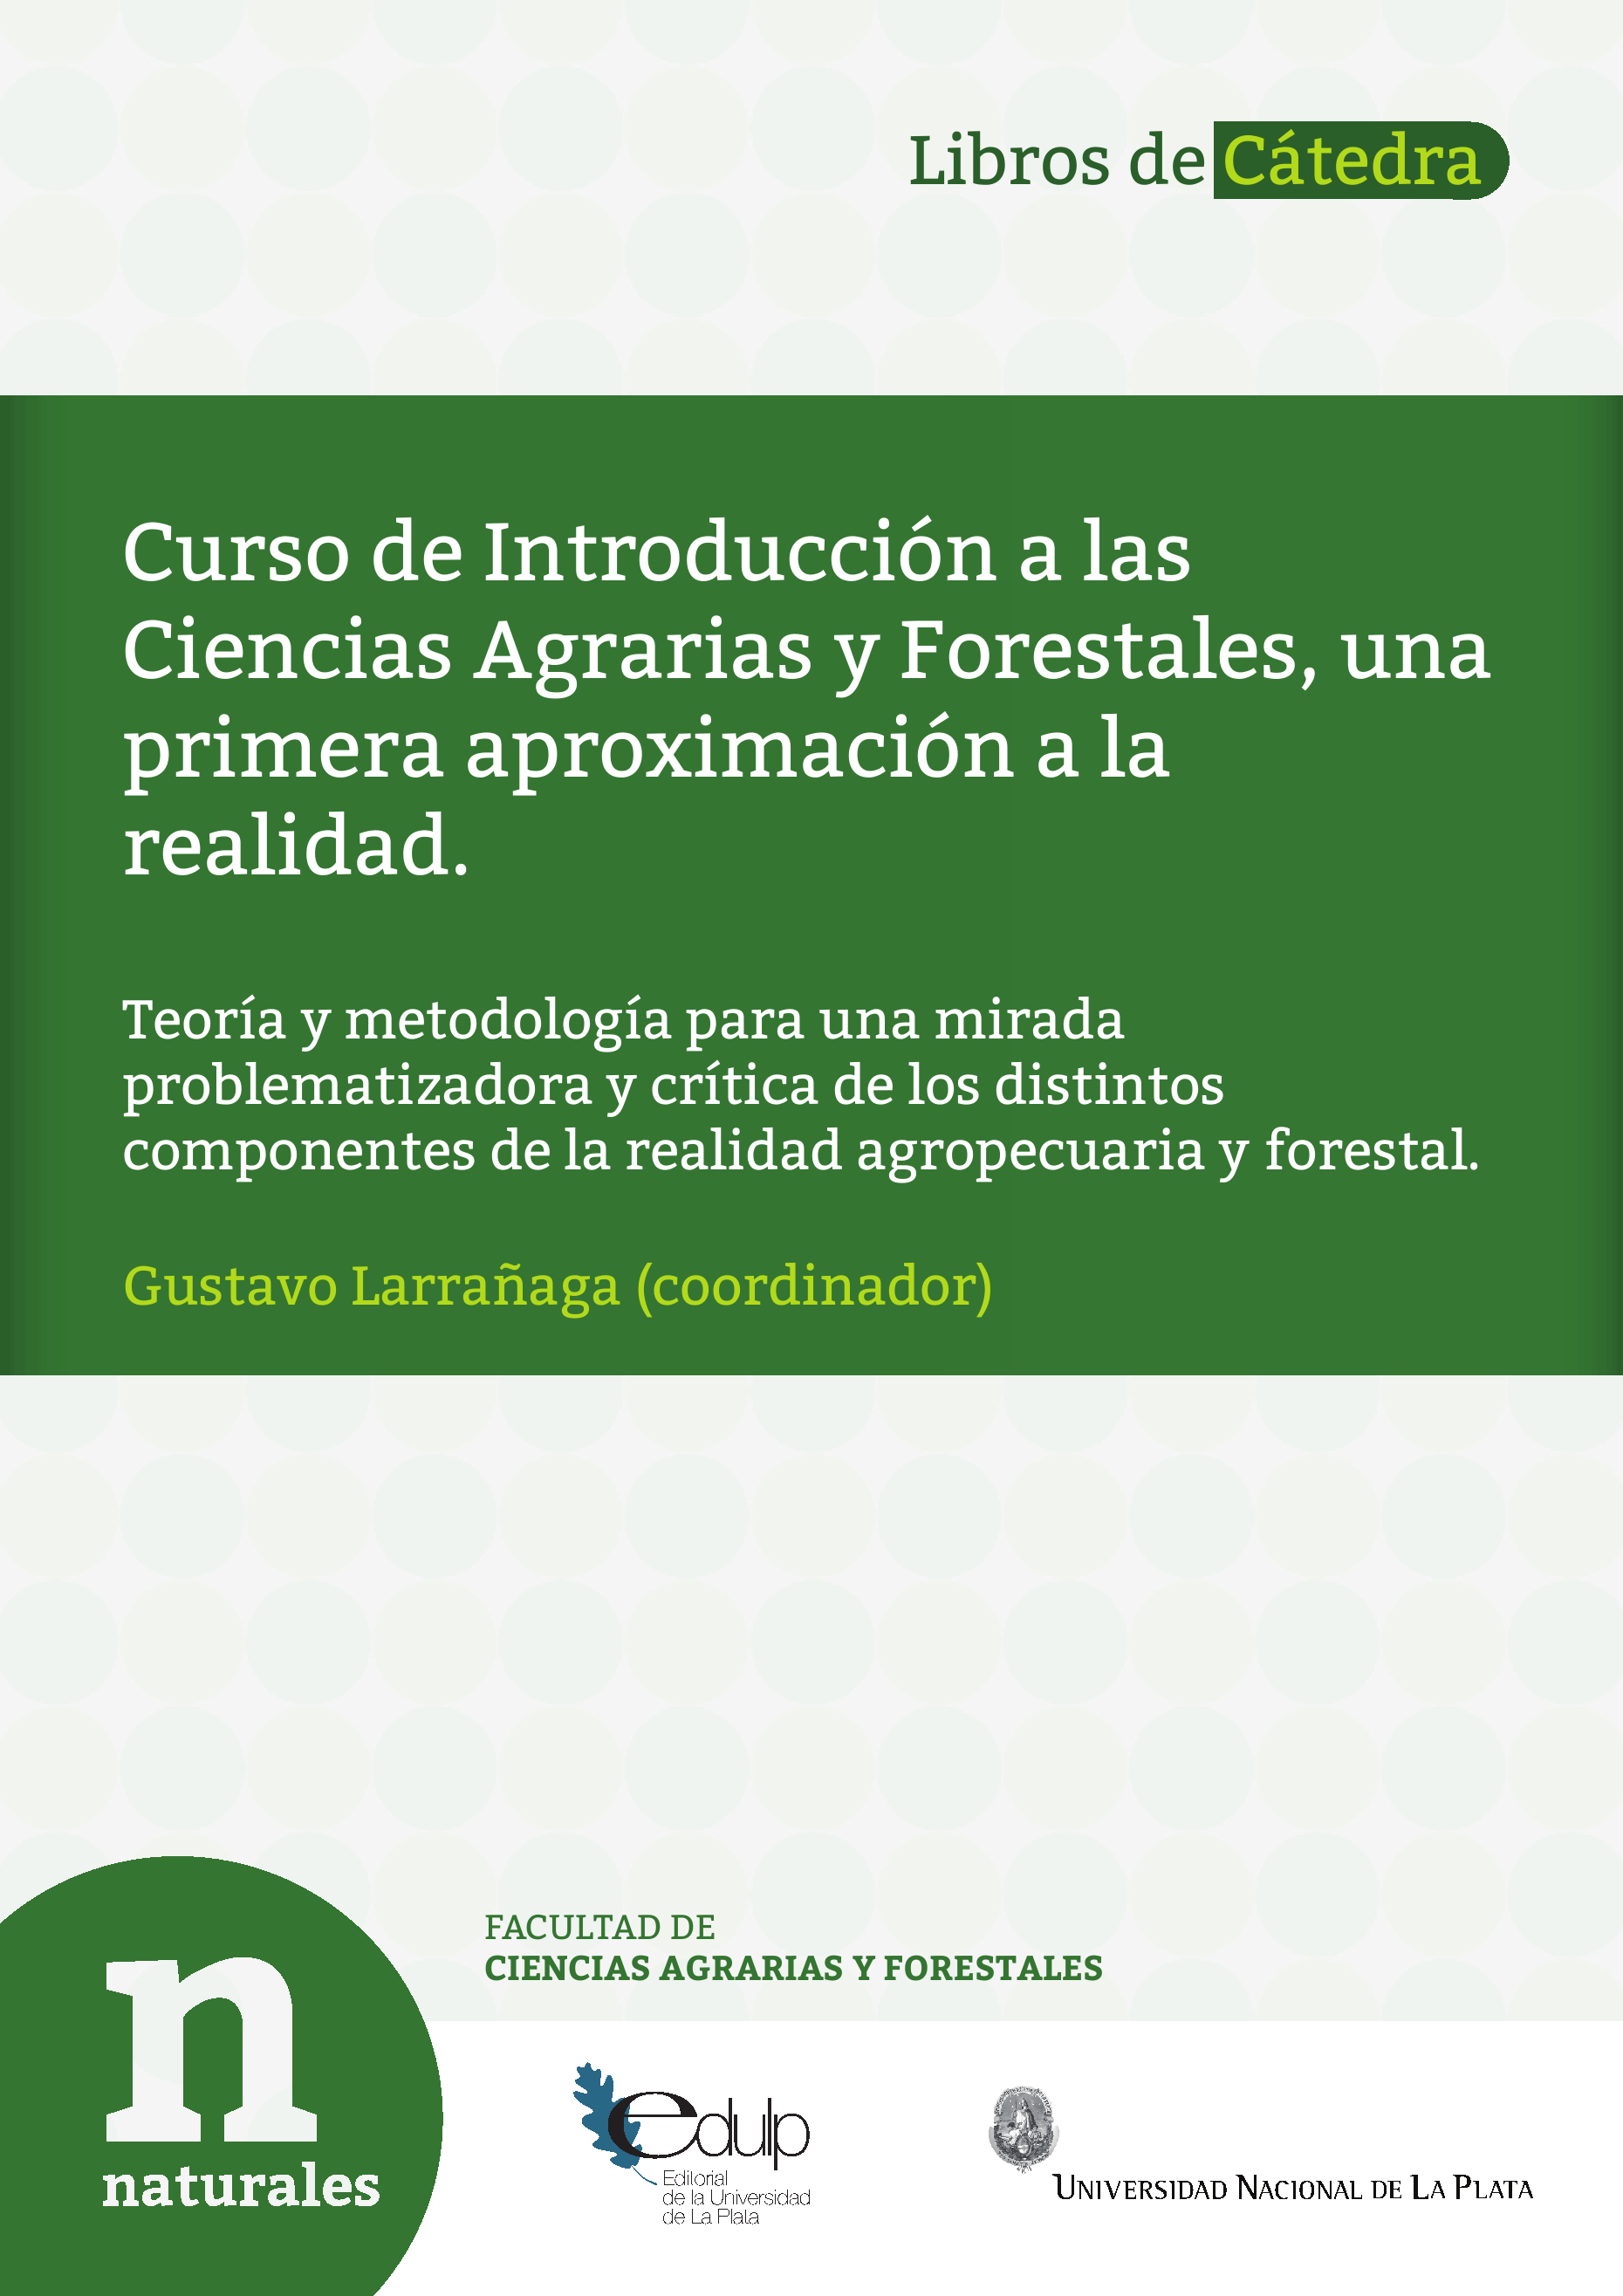 Libros de Cátedra
Curso de Introducción a las
Ciencias Agrarias y Forestales, una
primera aproximación a la
realidad.
Teoría y metodología para una mirada
problematizadora y crítica de los distintos
componentes de la realidad agropecuaria y forestal.
Gustavo Larrañaga (coordinador)
FACULTAD DE
CIENCIAS AGRARIAS Y FORESTALES
n
naturales
edulp
Editorial
de la Universidad
de La Plata
UNIVERSIDAD NACIONAL DE LA PLATA